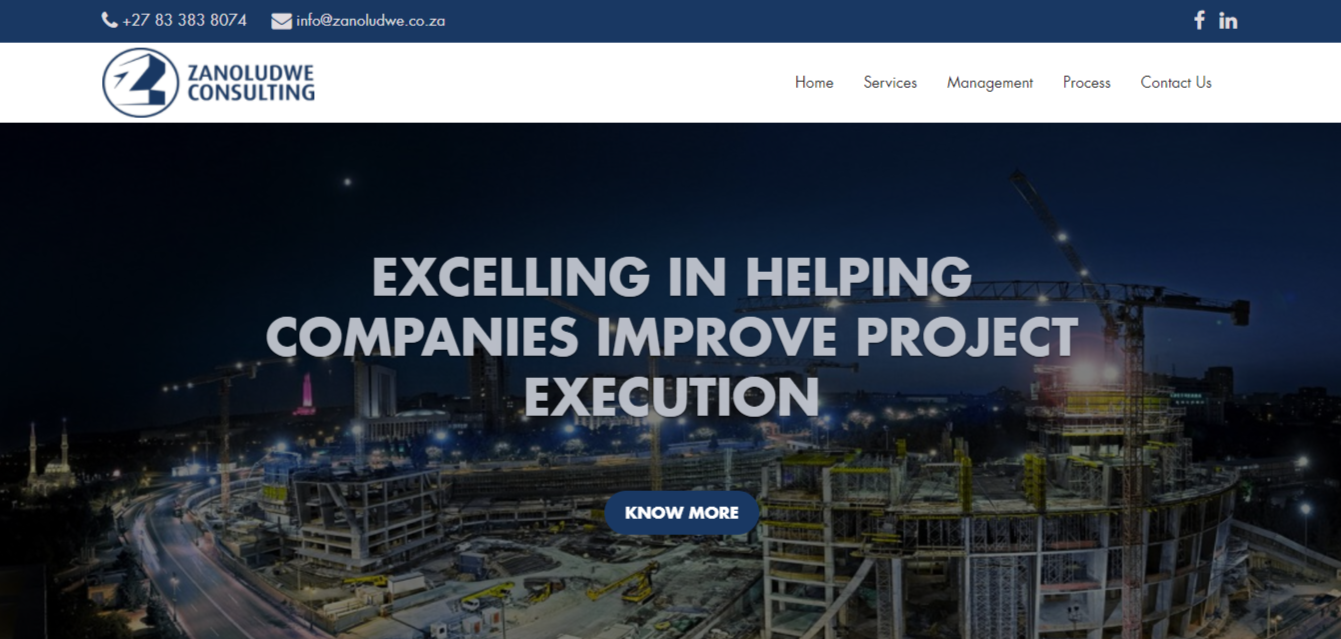 +27 83 383 8074 info@zanoludwe.co.za
ZANOLUDWE
CONSULTING
Home Services Management Process Contact Us
EXCELLING IN HELPING
COMPANIES IMPROVE PROJECT
EXECUTION
KNOW MORE